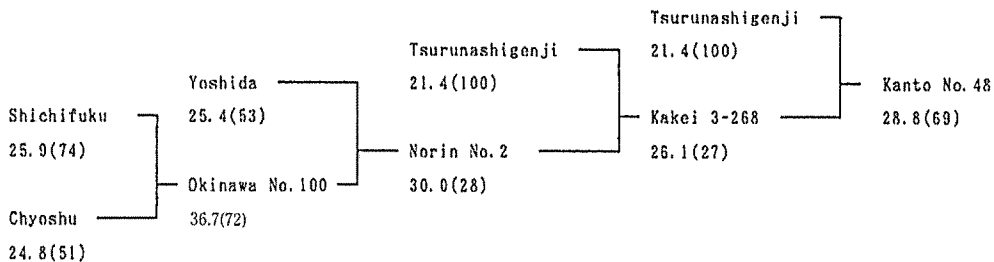 Tsurunashigenji
21.4(100)
Tsurunashigenji
21.4(100)
Yoshida
25.4(53)
Kanto No.48
28.8(69)
Shichifuku
25.9(74)
Kakei 3-268
26.1(27)
Norin No.2
30.0(28)
Okinawa No.100
36.7(72)
Chyoshu
24.8(51)